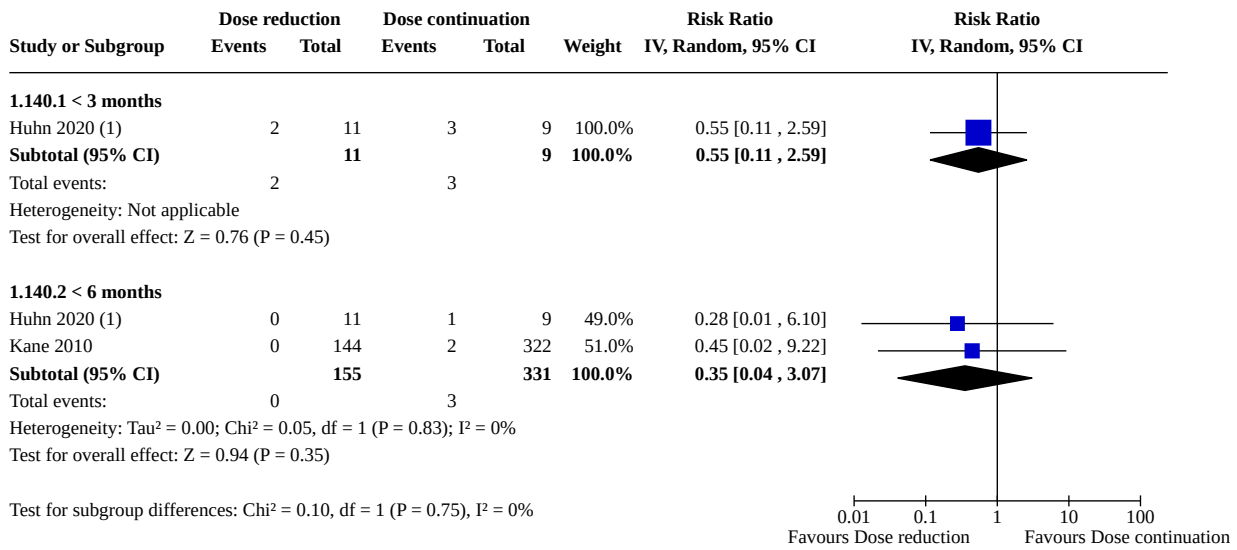 Dose reduction Dose continuation Risk Ratio Risk Ratio
Study or Subgroup Events Total Events Total Weight IV, Random, 95% CI IV, Random, 95% CI
1.140.1 < 3 months
Huhn 2020 (1) 2 11 3 9 100.0% 0.55 [0.11 , 2.59]
Subtotal (95% CI) 11 9 100.0% 0.55 [0.11 , 2.59]
Total events: 2 3
Heterogeneity: Not applicable
Test for overall effect: Z = 0.76 (P = 0.45)
1.140.2 < 6 months
Huhn 2020 (1) 0 11 1 9 49.0% 0.28 [0.01 , 6.10]
Kane 2010 0 144 2 322 51.0% 0.45 [0.02 , 9.22]
Subtotal (95% CI) 155 331 100.0% 0.35 [0.04 , 3.07]
Total events: 0 3
Heterogeneity: Tau² = 0.00; Chi² = 0.05, df = 1 (P = 0.83); I² = 0%
Test for overall effect: Z = 0.94 (P = 0.35)
Test for subgroup differences: Chi² = 0.10, df = 1 (P = 0.75), I² = 0%
0.01 0.1 1 10 100
Favours Dose reduction Favours Dose continuation